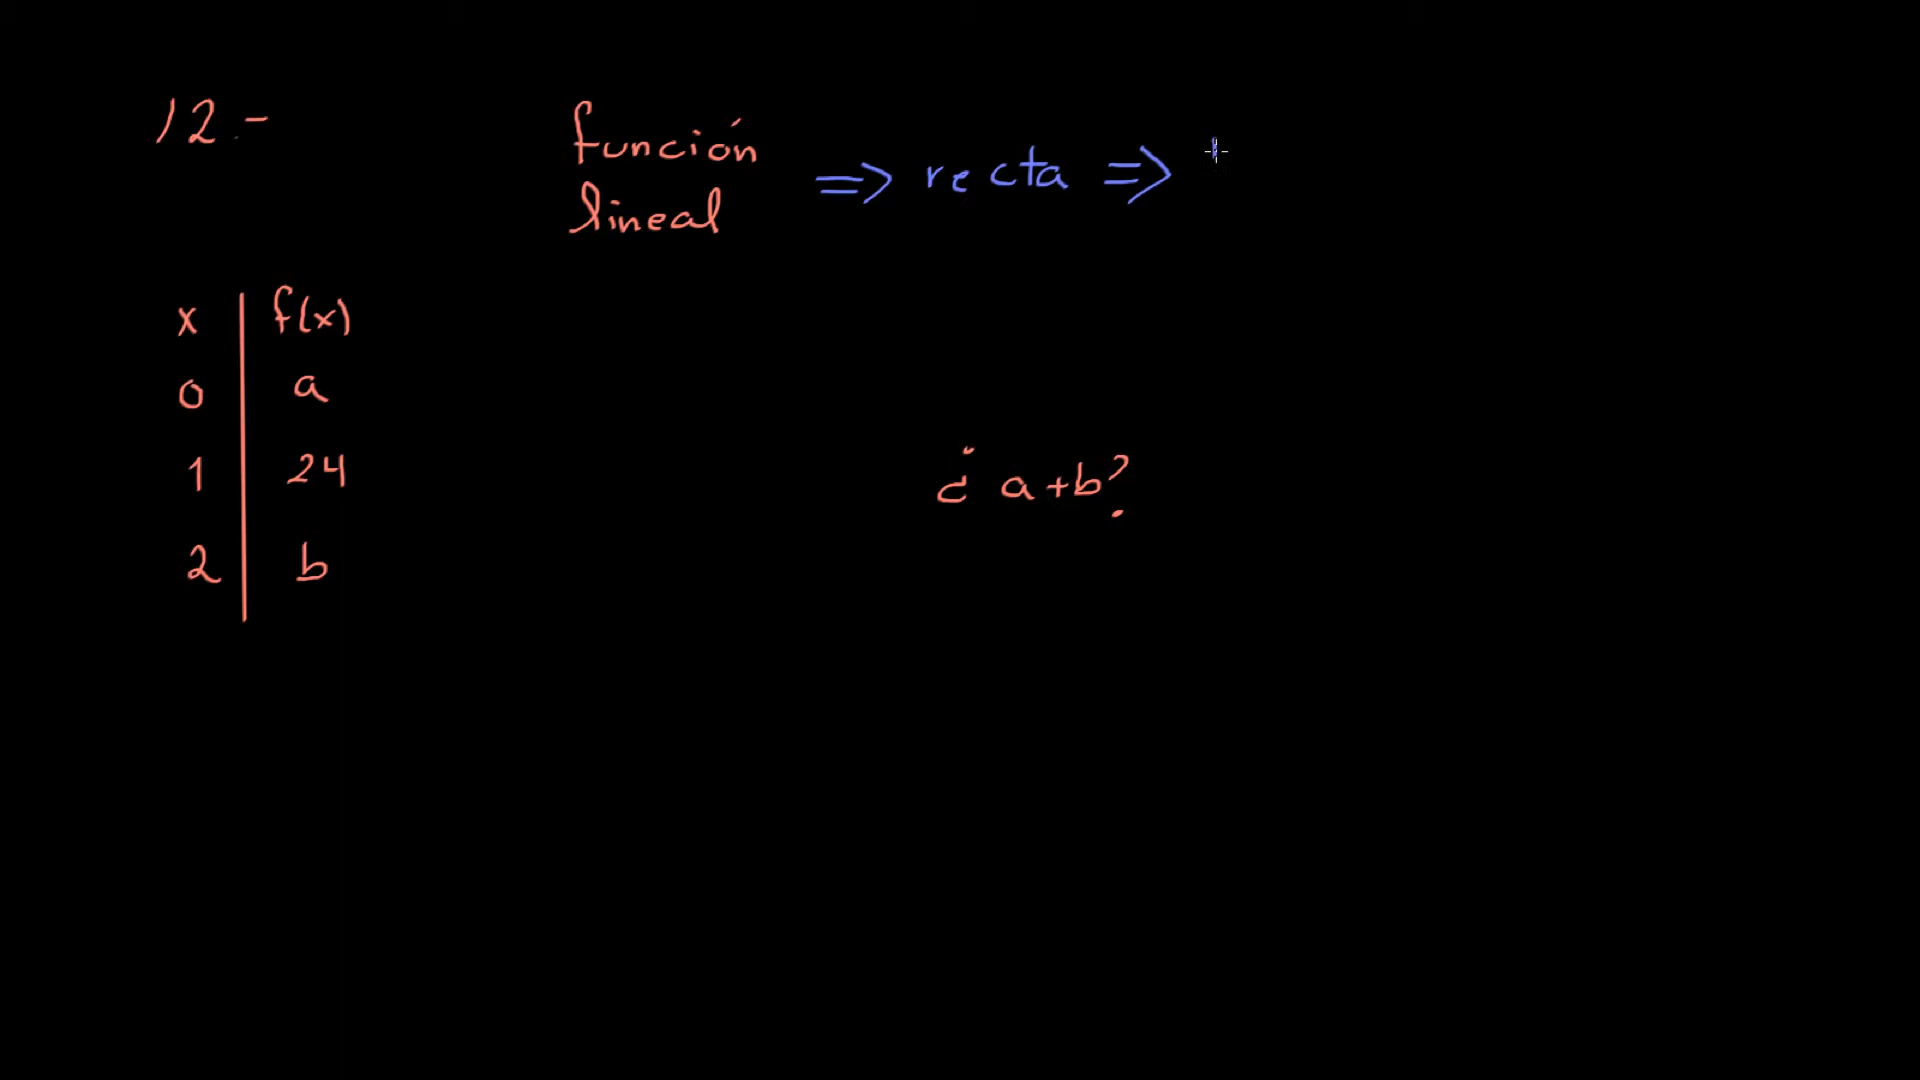 12.-
función
lineal
⇒ recta ⇒
x | f(x)
0 | a
1 | 24
2 | b
¿ a+b?